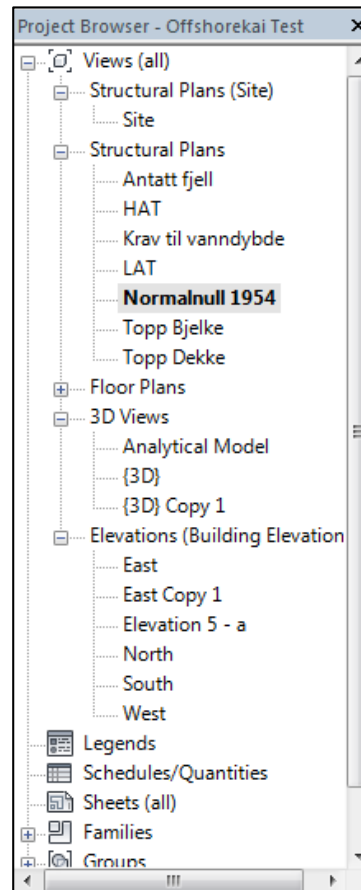 Project Browser - Offshorekai Test
Views (all)
Structural Plans (Site)
Site
Structural Plans
Antatt fjell
HAT
Krav til vanndybde
LAT
Normalnull 1954
Topp Bjelke
Topp Dekke
Floor Plans
3D Views
Analytical Model
{3D}
{3D} Copy 1
Elevations (Building Elevation
East
East Copy 1
Elevation 5 - a
North
South
West
Legends
Schedules/Quantities
Sheets (all)
Families
Groups